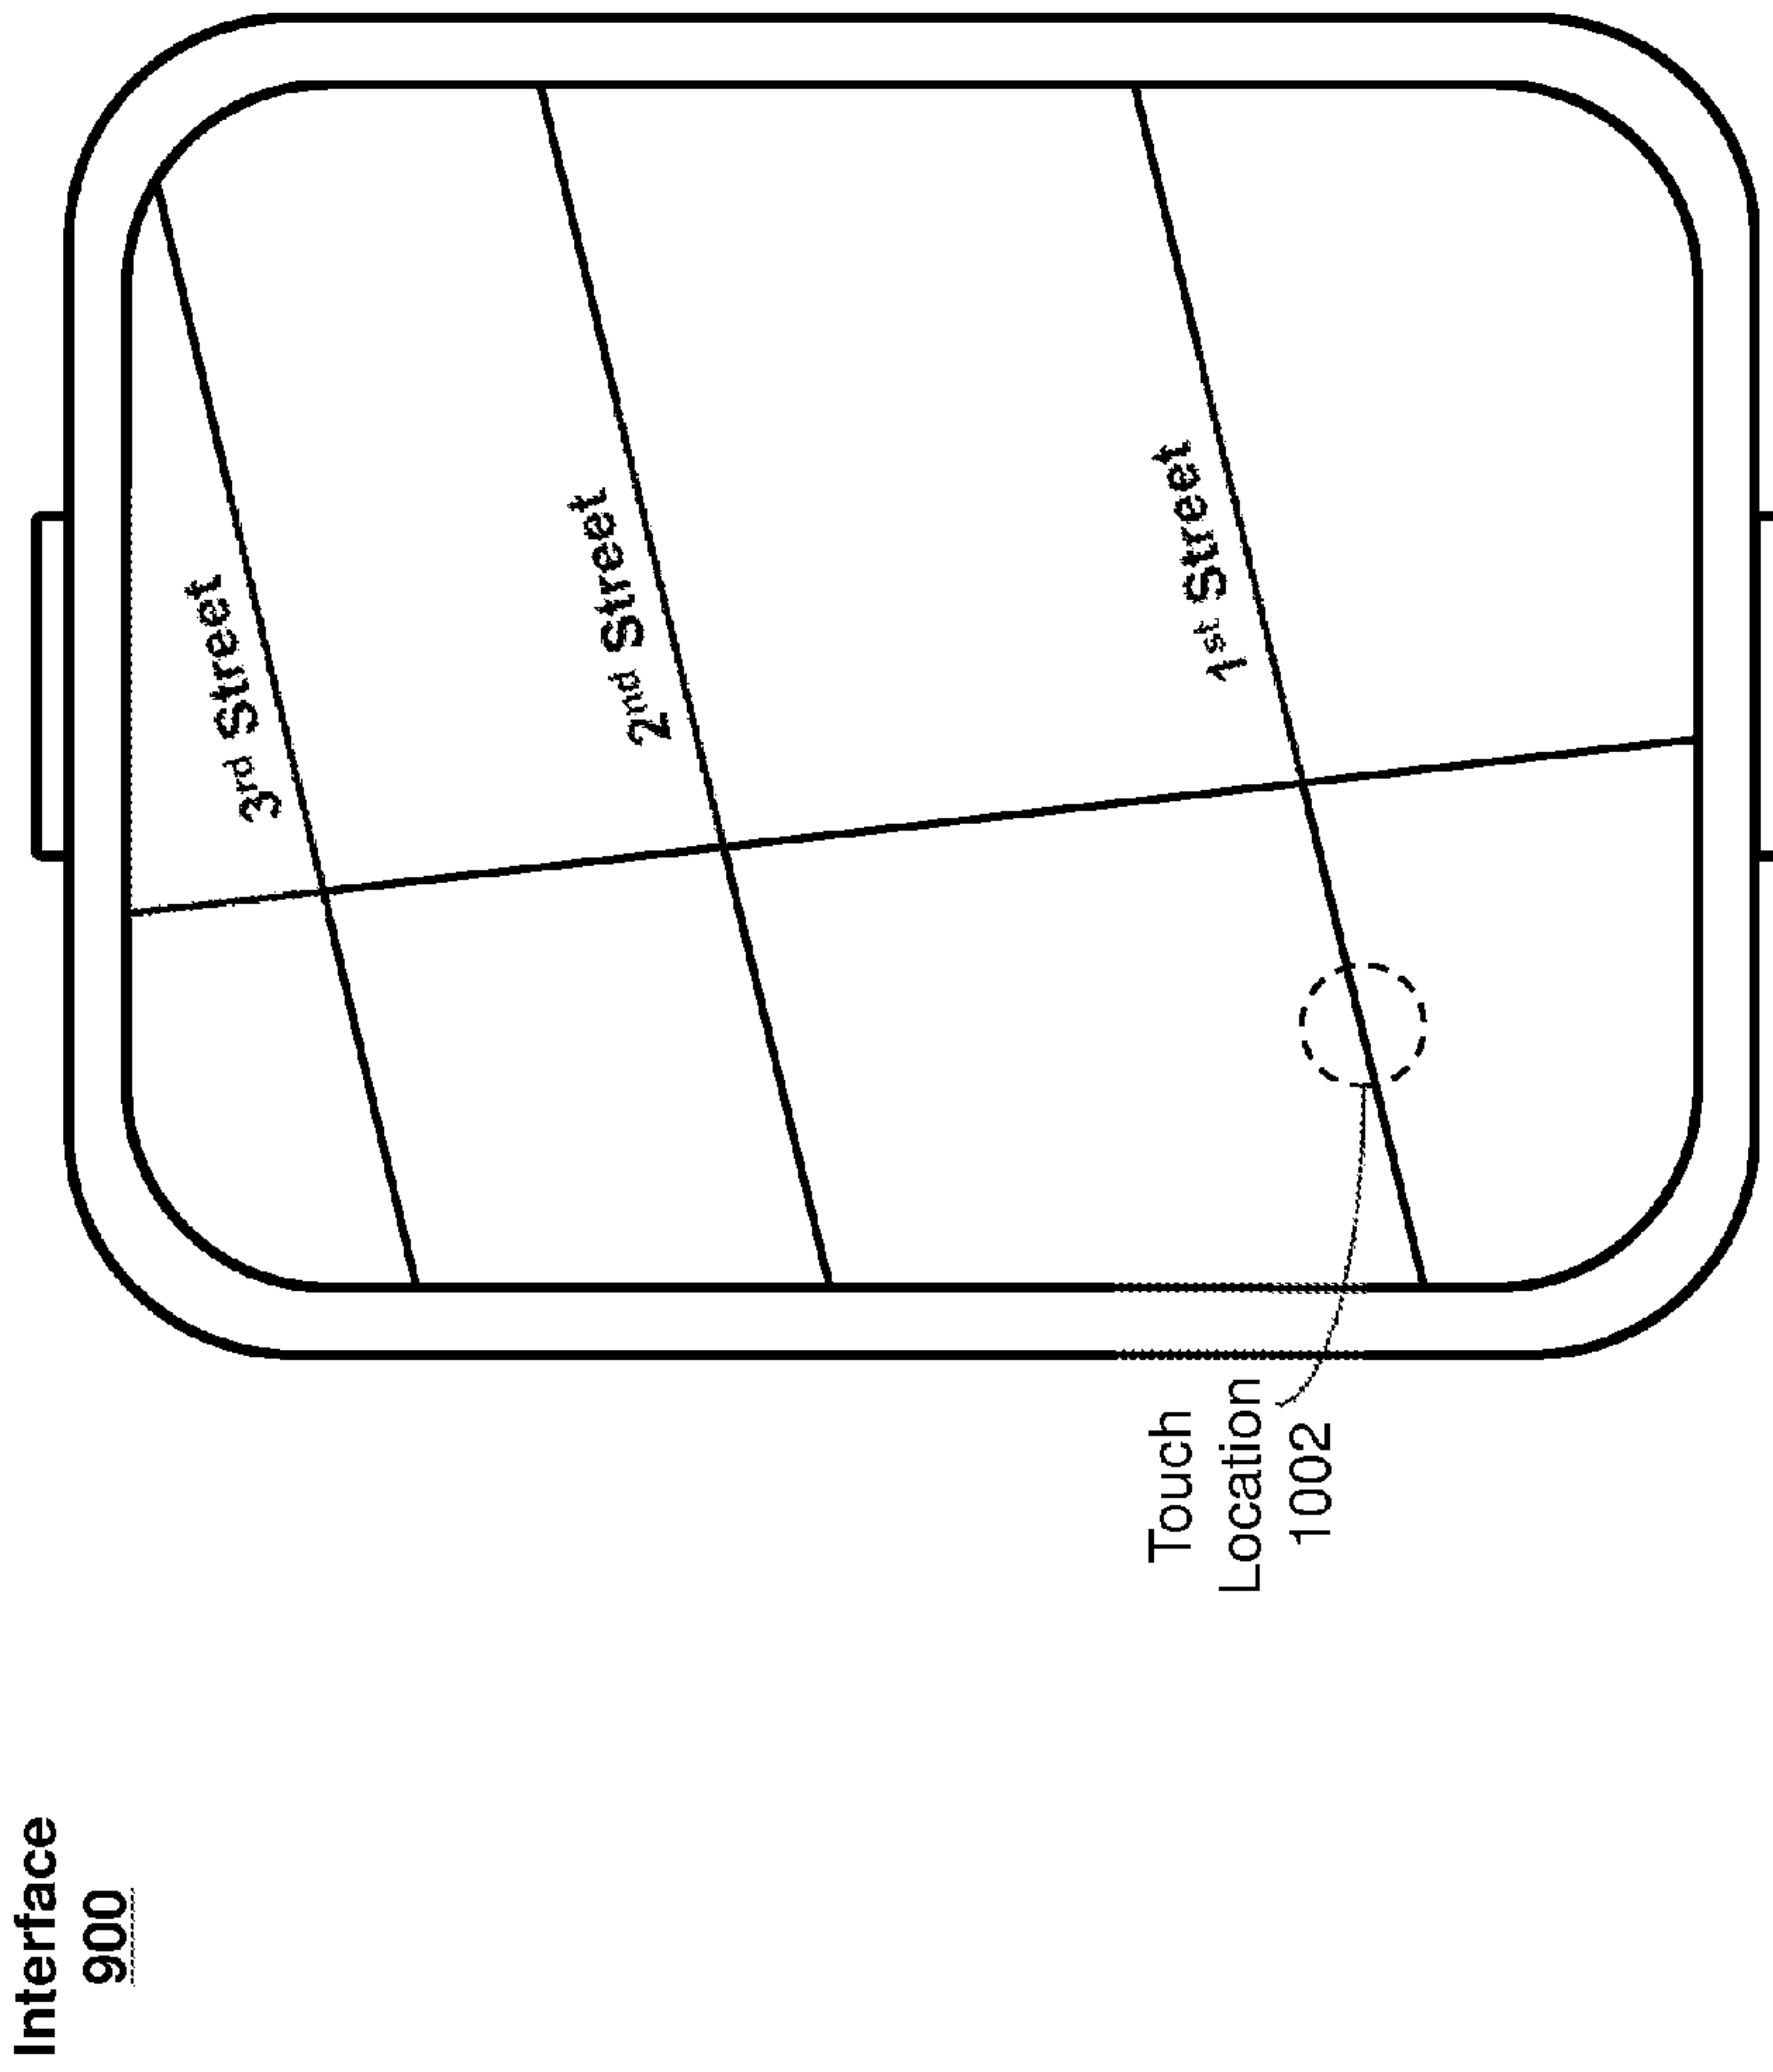 Interface
900
3rd Street
2nd Street
1st Street
Touch
Location
1002